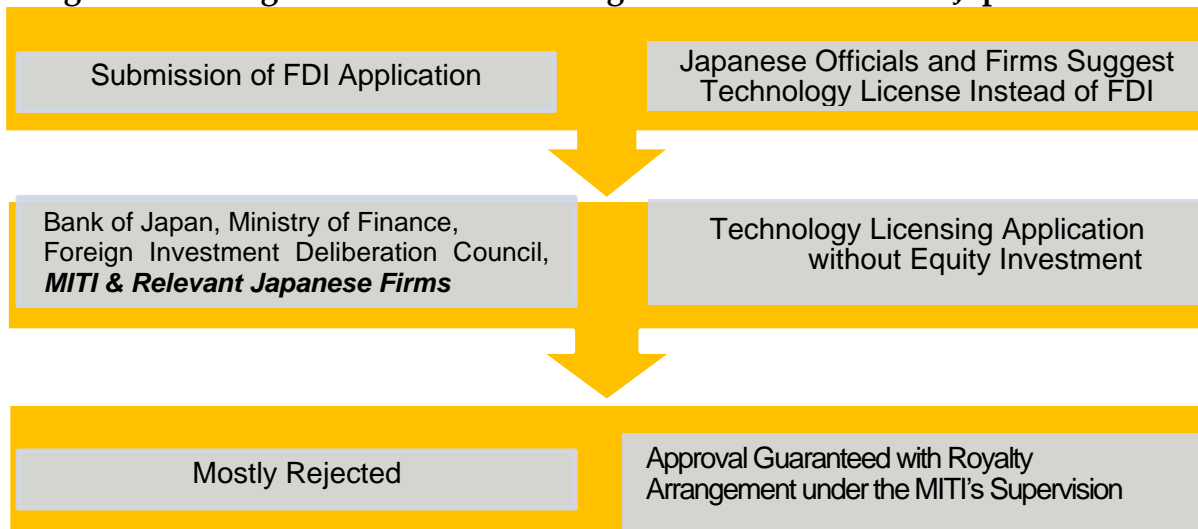 Submission of FDI Application
Japanese Officials and Firms Suggest
Technology License Instead of FDI
Bank of Japan, Ministry of Finance,
Foreign Investment Deliberation Council,
MITI & Relevant Japanese Firms
Technology Licensing Application
without Equity Investment
Mostly Rejected
Approval Guaranteed with Royalty
Arrangement under the MITI's Supervision